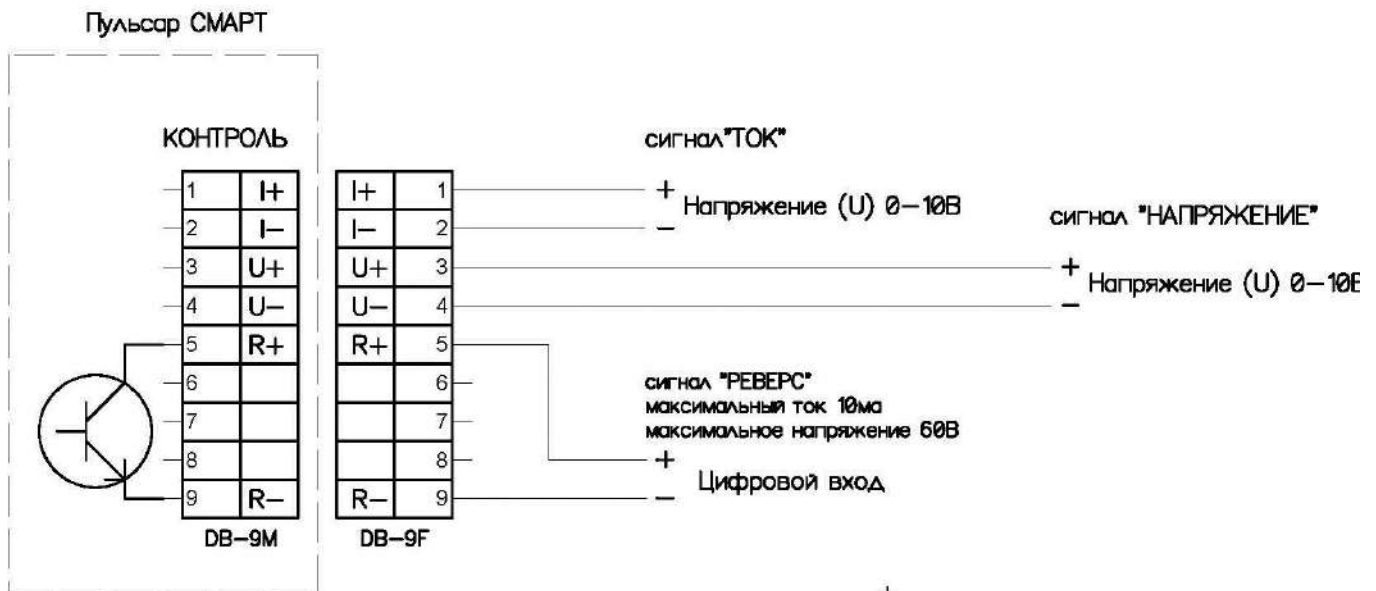 Пульсар СМАРТ
КОНТРОЛЬ
сигнал"ТОК"
1 I+ I+ 1 +
Напряжение (U) 0-10В
2 I- I- 2 -
сигнал "НАПРЯЖЕНИЕ"
3 U+ U+ 3 +
Напряжение (U) 0-10В
4 U- U- 4 -
5 R+ R+ 5
6 6
сигнал "РЕВЕРС"
7 7
максимальный ток 10ма
максимальное напряжение 60В
8 8 +
Цифровой вход
9 R- R- 9 -
DB-9M DB-9F